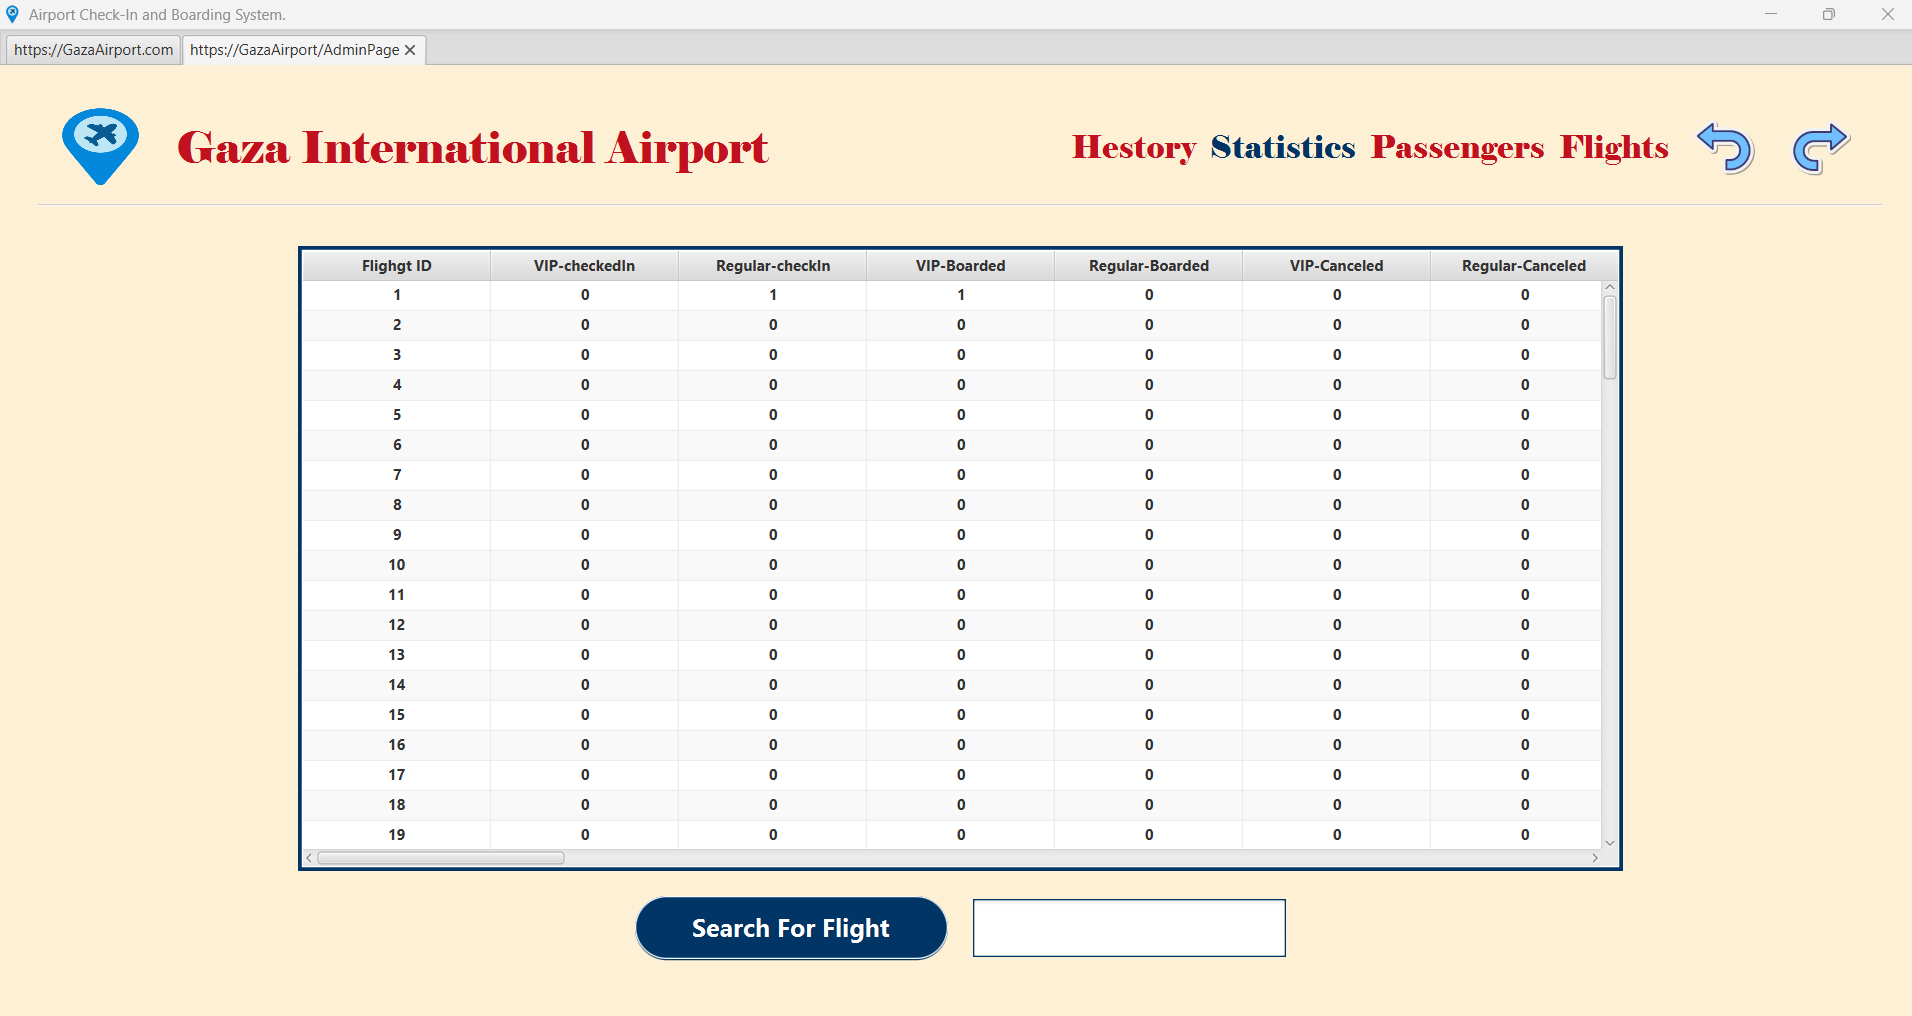 Airport Check-In and Boarding System.
https://GazaAirport.com https://GazaAirport/AdminPage
Gaza International Airport Hestory Statistics Passengers Flights
Flighgt ID VIP-checkedIn Regular-checkIn VIP-Boarded Regular-Boarded VIP-Canceled Regular-Canceled
1 0 1 1 0 0 0
2 0 0 0 0 0 0
3 0 0 0 0 0 0
4 0 0 0 0 0 0
5 0 0 0 0 0 0
6 0 0 0 0 0 0
7 0 0 0 0 0 0
8 0 0 0 0 0 0
9 0 0 0 0 0 0
10 0 0 0 0 0 0
11 0 0 0 0 0 0
12 0 0 0 0 0 0
13 0 0 0 0 0 0
14 0 0 0 0 0 0
15 0 0 0 0 0 0
16 0 0 0 0 0 0
17 0 0 0 0 0 0
18 0 0 0 0 0 0
19 0 0 0 0 0 0
Search For Flight